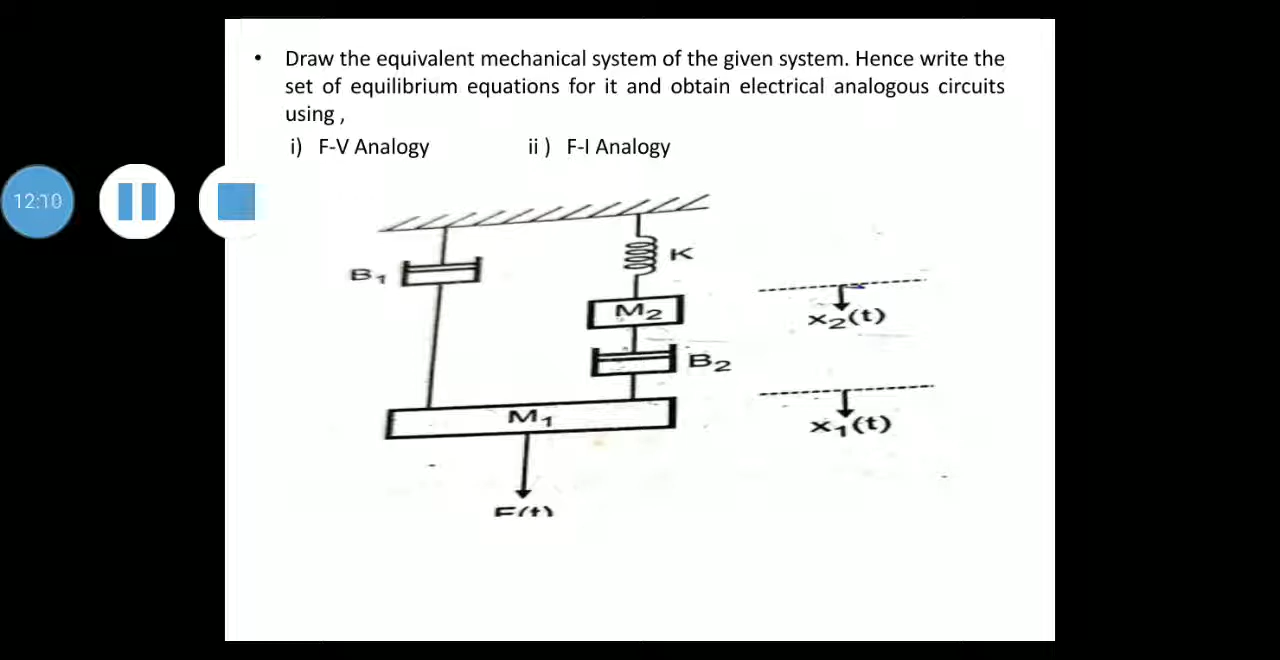 • Draw the equivalent mechanical system of the given system. Hence write the
set of equilibrium equations for it and obtain electrical analogous circuits
using ,
i) F-V Analogy ii ) F-I Analogy
12:10
K
B₁
M₂
x₂(t)
B₂
M₁
x₁(t)
F(t)